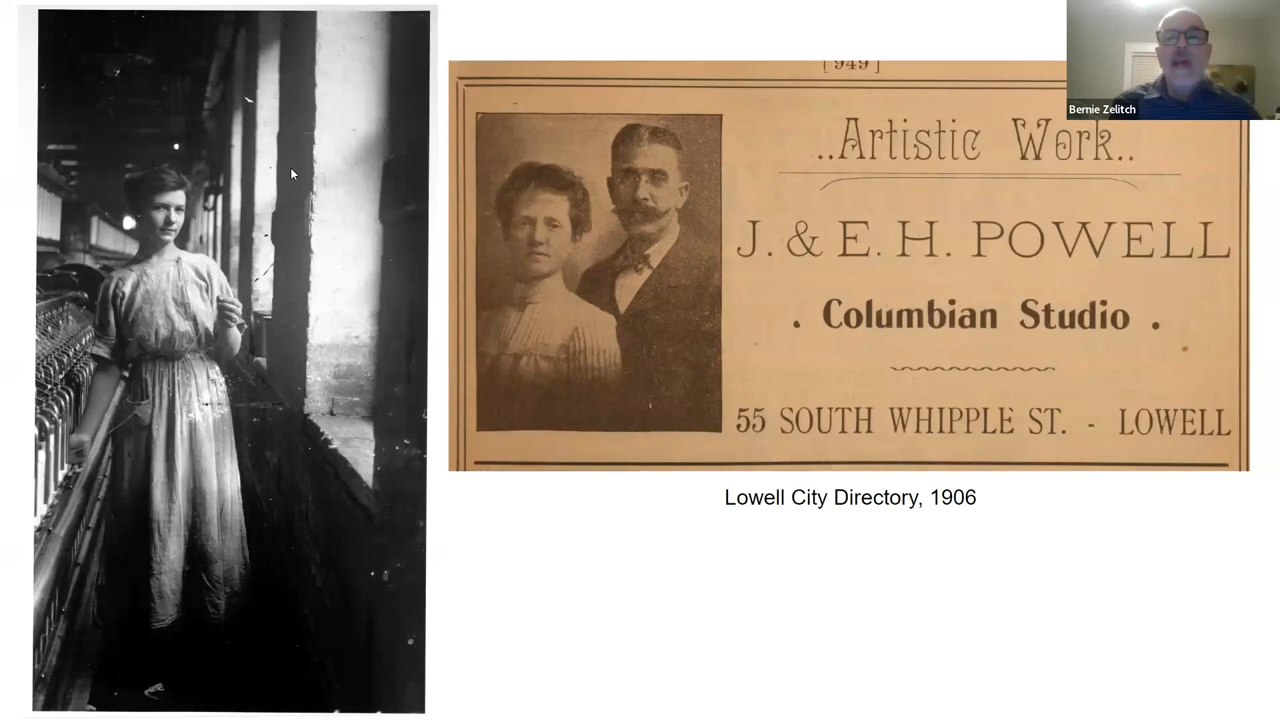 [949]
Bernie Zelitch
..Artistic Work..
J. & E. H. POWELL
. Columbian Studio .
55 SOUTH WHIPPLE ST. - LOWELL
Lowell City Directory, 1906